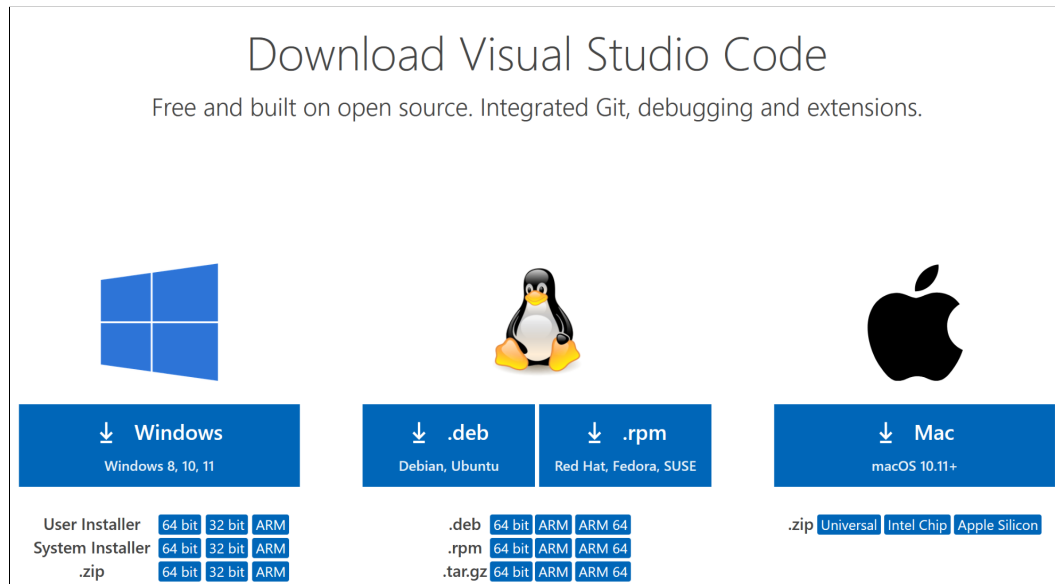 Download Visual Studio Code
Free and built on open source. Integrated Git, debugging and extensions.
Windows
Windows 8, 10, 11
.deb
Debian, Ubuntu
.rpm
Red Hat, Fedora, SUSE
Mac
macOS 10.11+
User Installer 64 bit 32 bit ARM
System Installer 64 bit 32 bit ARM
.zip 64 bit 32 bit ARM
.deb 64 bit ARM ARM 64
.rpm 64 bit ARM ARM 64
.tar.gz 64 bit ARM ARM 64
.zip Universal Intel Chip Apple Silicon